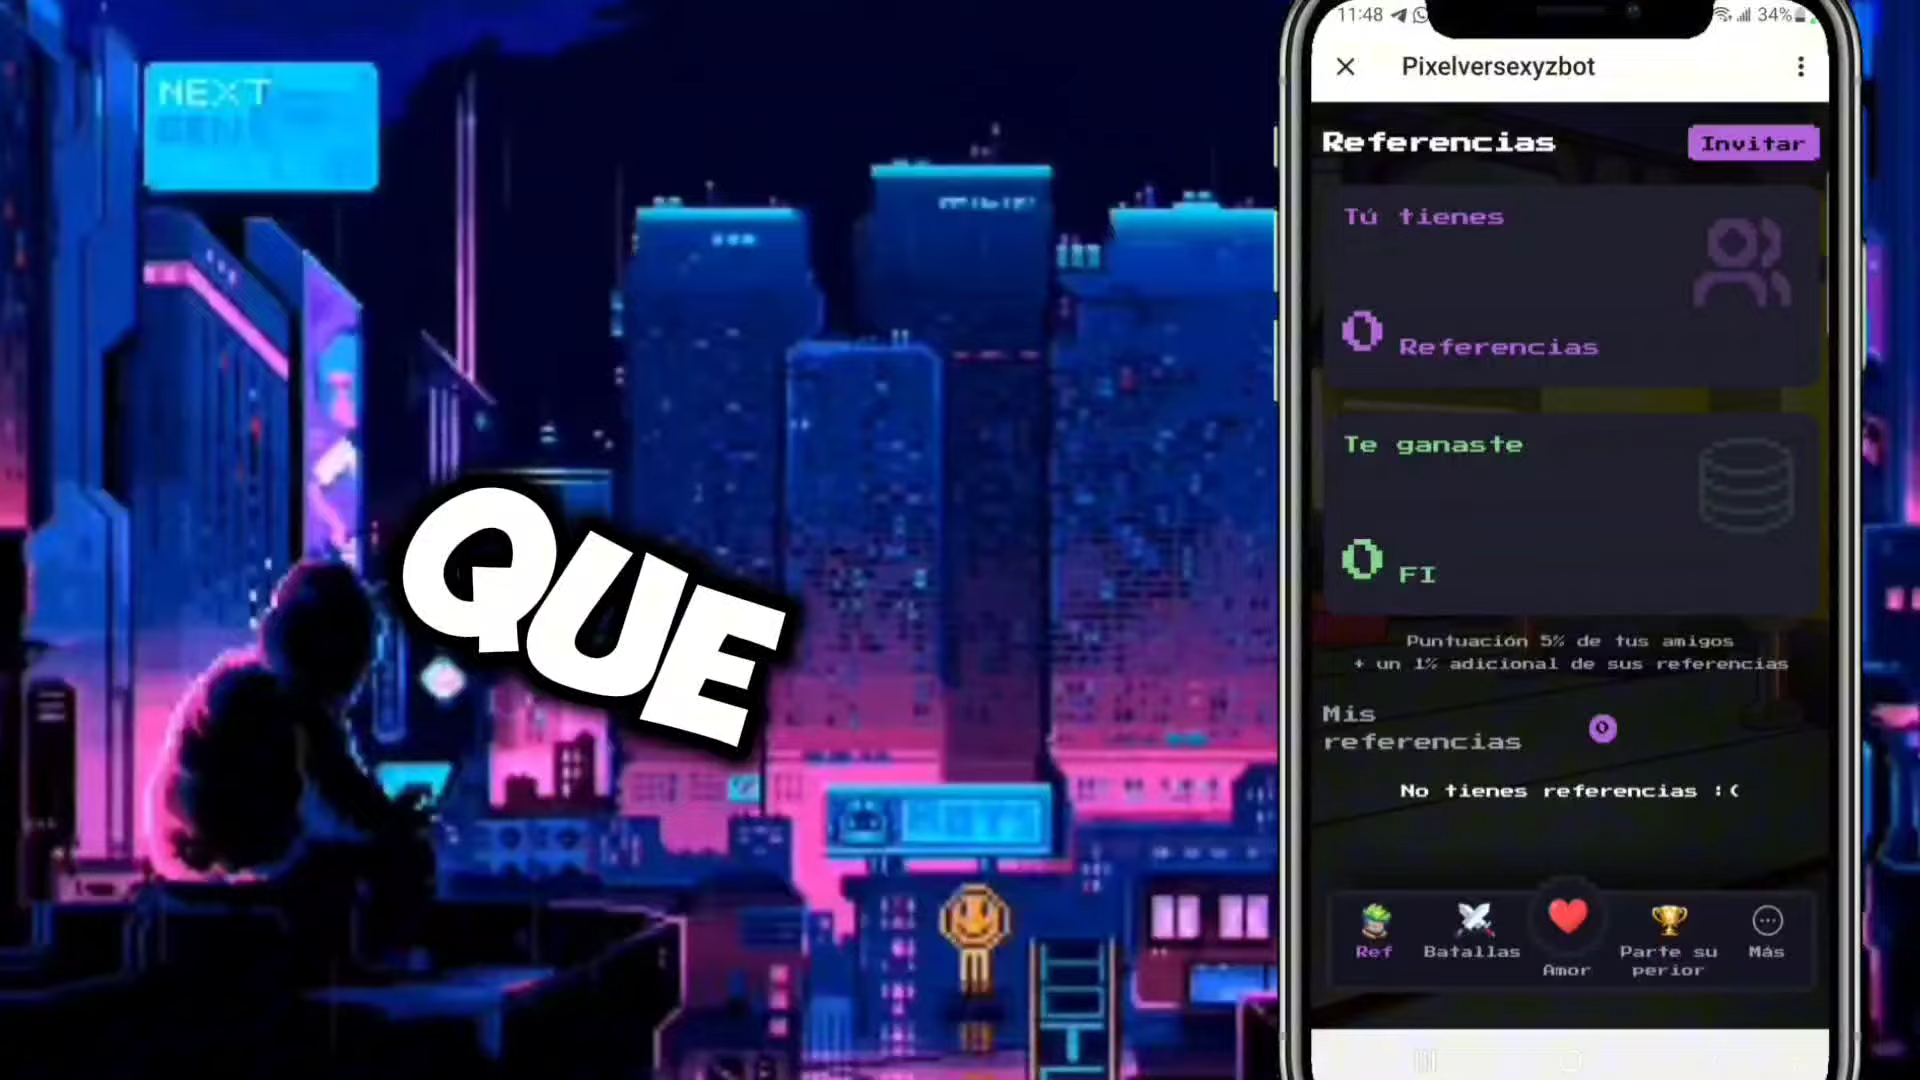 NEXT
QUE
11:48
34%
Pixelversexyzbot
Referencias
Invitar
Tú tienes
0 Referencias
Te ganaste
0 FI
Puntuación 5% de tus amigos
+ un 1% adicional de sus referencias
Mis
referencias
0
No tienes referencias :(
Ref
Batallas
Amor
Parte su
perior
Más